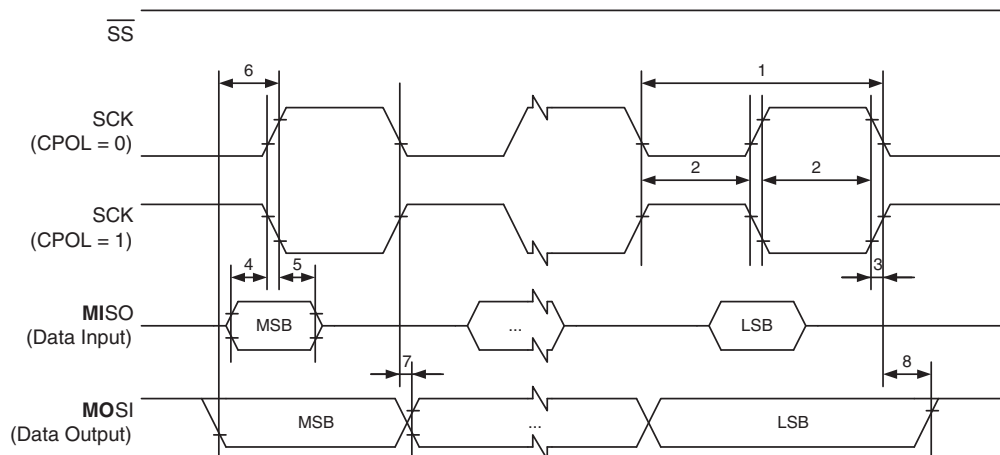 SS
6
1
SCK
(CPOL = 0)
2
2
SCK
(CPOL = 1)
4
5
3
MISO
(Data Input)
MSB
...
LSB
7
8
MOSI
(Data Output)
MSB
...
LSB